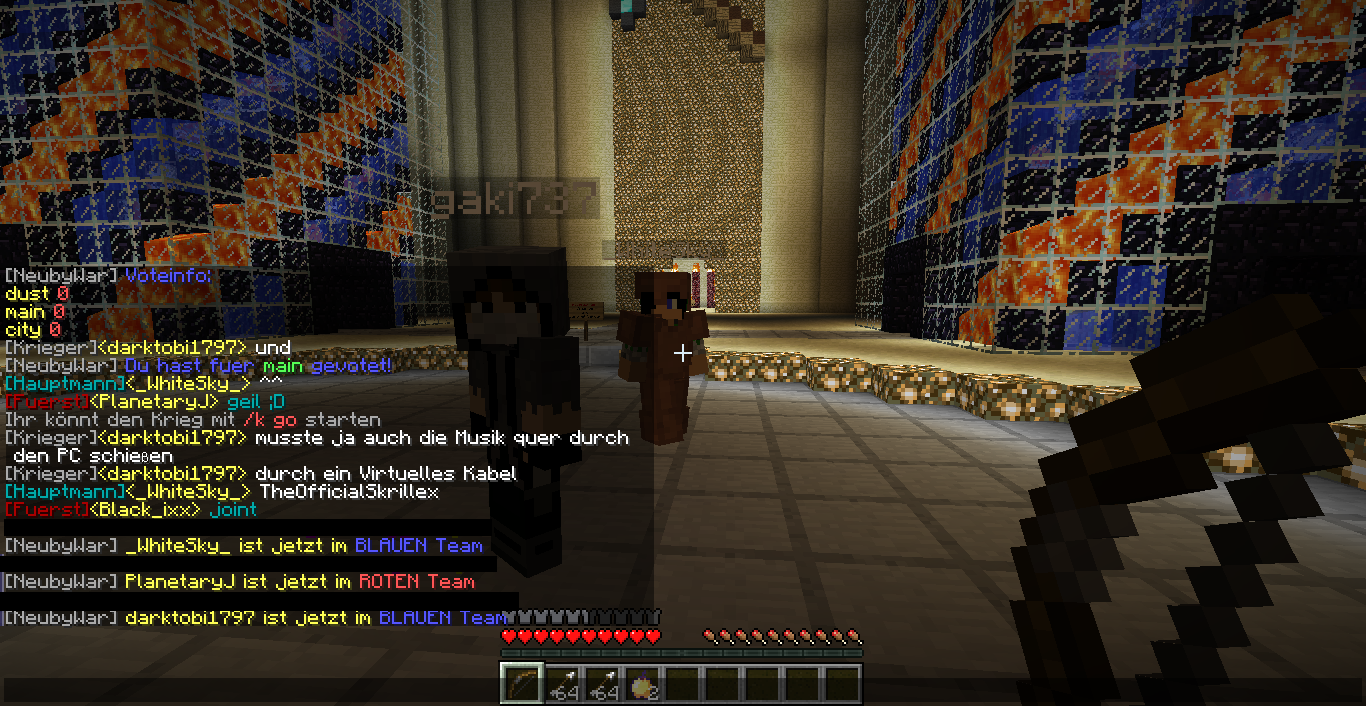 gaki737
[NeubyWar] Voteinfo:
dust 0
main 0
city 0
[Krieger]<darktobi1797> und
[NeubyWar] Du hast fuer main gevotet!
[Hauptmann]<_WhiteSky_> ^^
[Fuerst]<PlanetaryJ> geil ;D
Ihr könnt den Krieg mit /k go starten
[Krieger]<darktobi1797> musste ja auch die Musik quer durch
den PC schießen
[Krieger]<darktobi1797> durch ein Virtuelles Kabel
[Hauptmann]<_WhiteSky_> TheOfficialSkrillex
[Fuerst]<Black_ixx> joint
[NeubyWar] _WhiteSky_ ist jetzt im BLAUEN Team
[NeubyWar] PlanetaryJ ist jetzt im ROTEN Team
[NeubyWar] darktobi1797 ist jetzt im BLAUEN Team
64 64 2